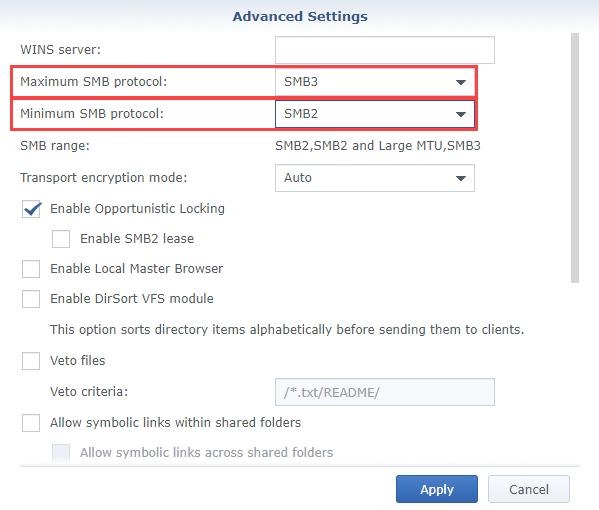 Advanced Settings
WINS server:
Maximum SMB protocol: SMB3
Minimum SMB protocol: SMB2
SMB range: SMB2,SMB2 and Large MTU,SMB3
Transport encryption mode: Auto
Enable Opportunistic Locking
Enable SMB2 lease
Enable Local Master Browser
Enable DirSort VFS module
This option sorts directory items alphabetically before sending them to clients.
Veto files
Veto criteria: /*.txt/README/
Allow symbolic links within shared folders
Allow symbolic links across shared folders
Apply Cancel